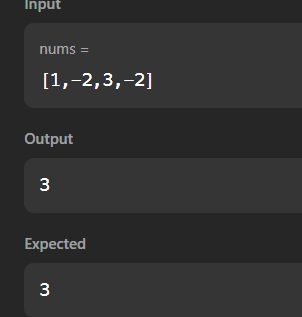 Input
nums =
[1,-2,3,-2]
Output
3
Expected
3